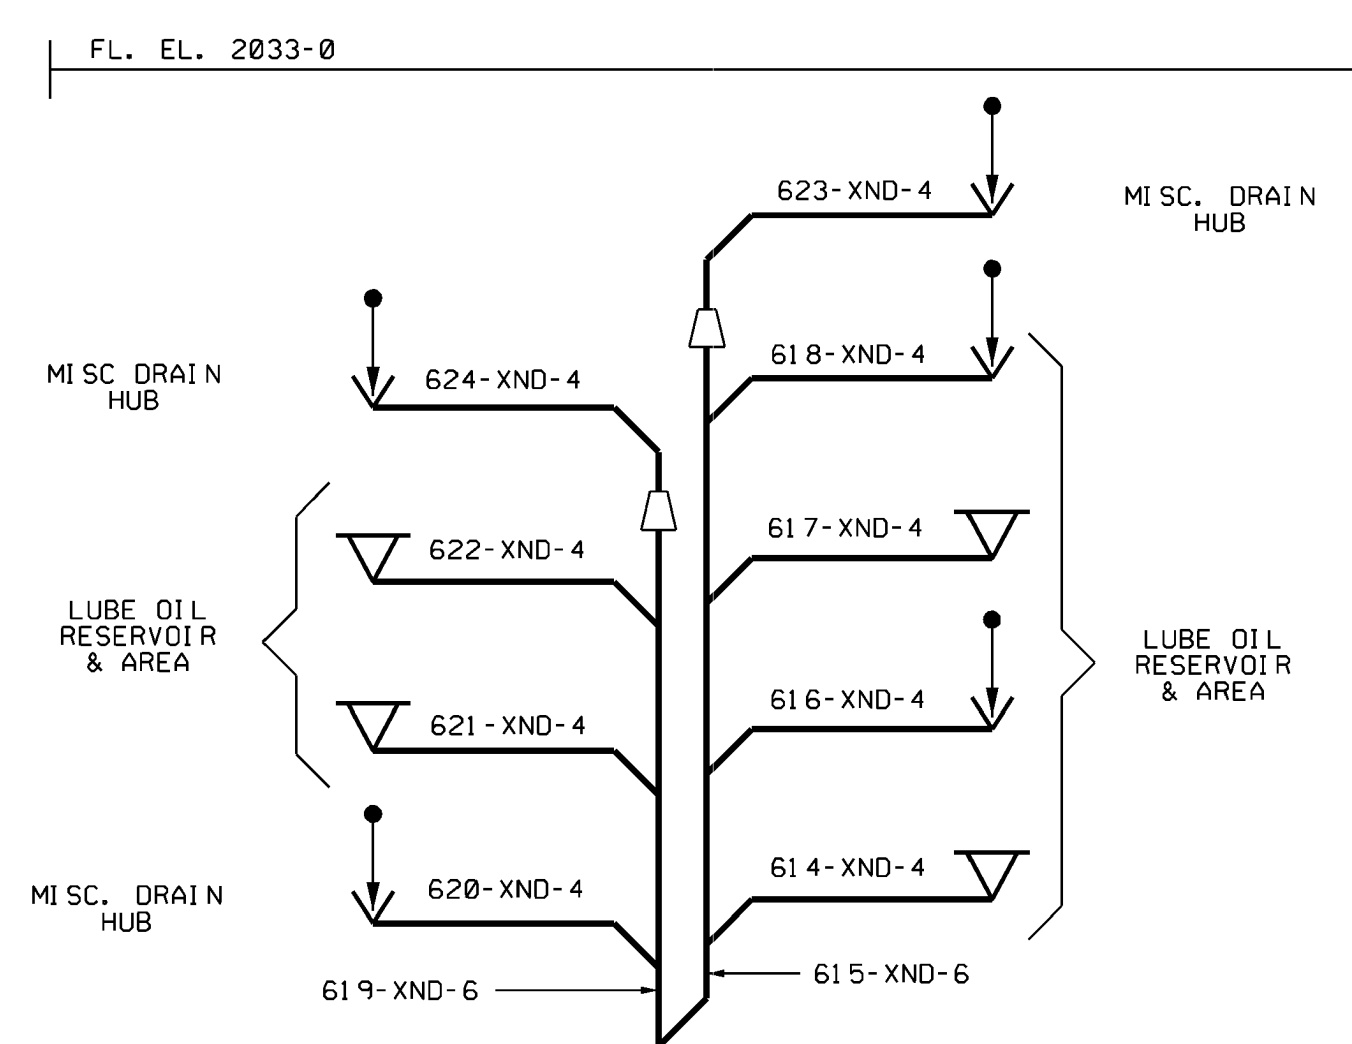 FL. EL. 2033-0
623-XND-4
MISC. DRAIN
HUB
618-XND-4
MISC DRAIN
HUB
624-XND-4
617-XND-4
622-XND-4
LUBE OIL
RESERVOIR
& AREA
LUBE OIL
RESERVOIR
& AREA
616-XND-4
621-XND-4
614-XND-4
620-XND-4
MISC. DRAIN
HUB
615-XND-6
619-XND-6